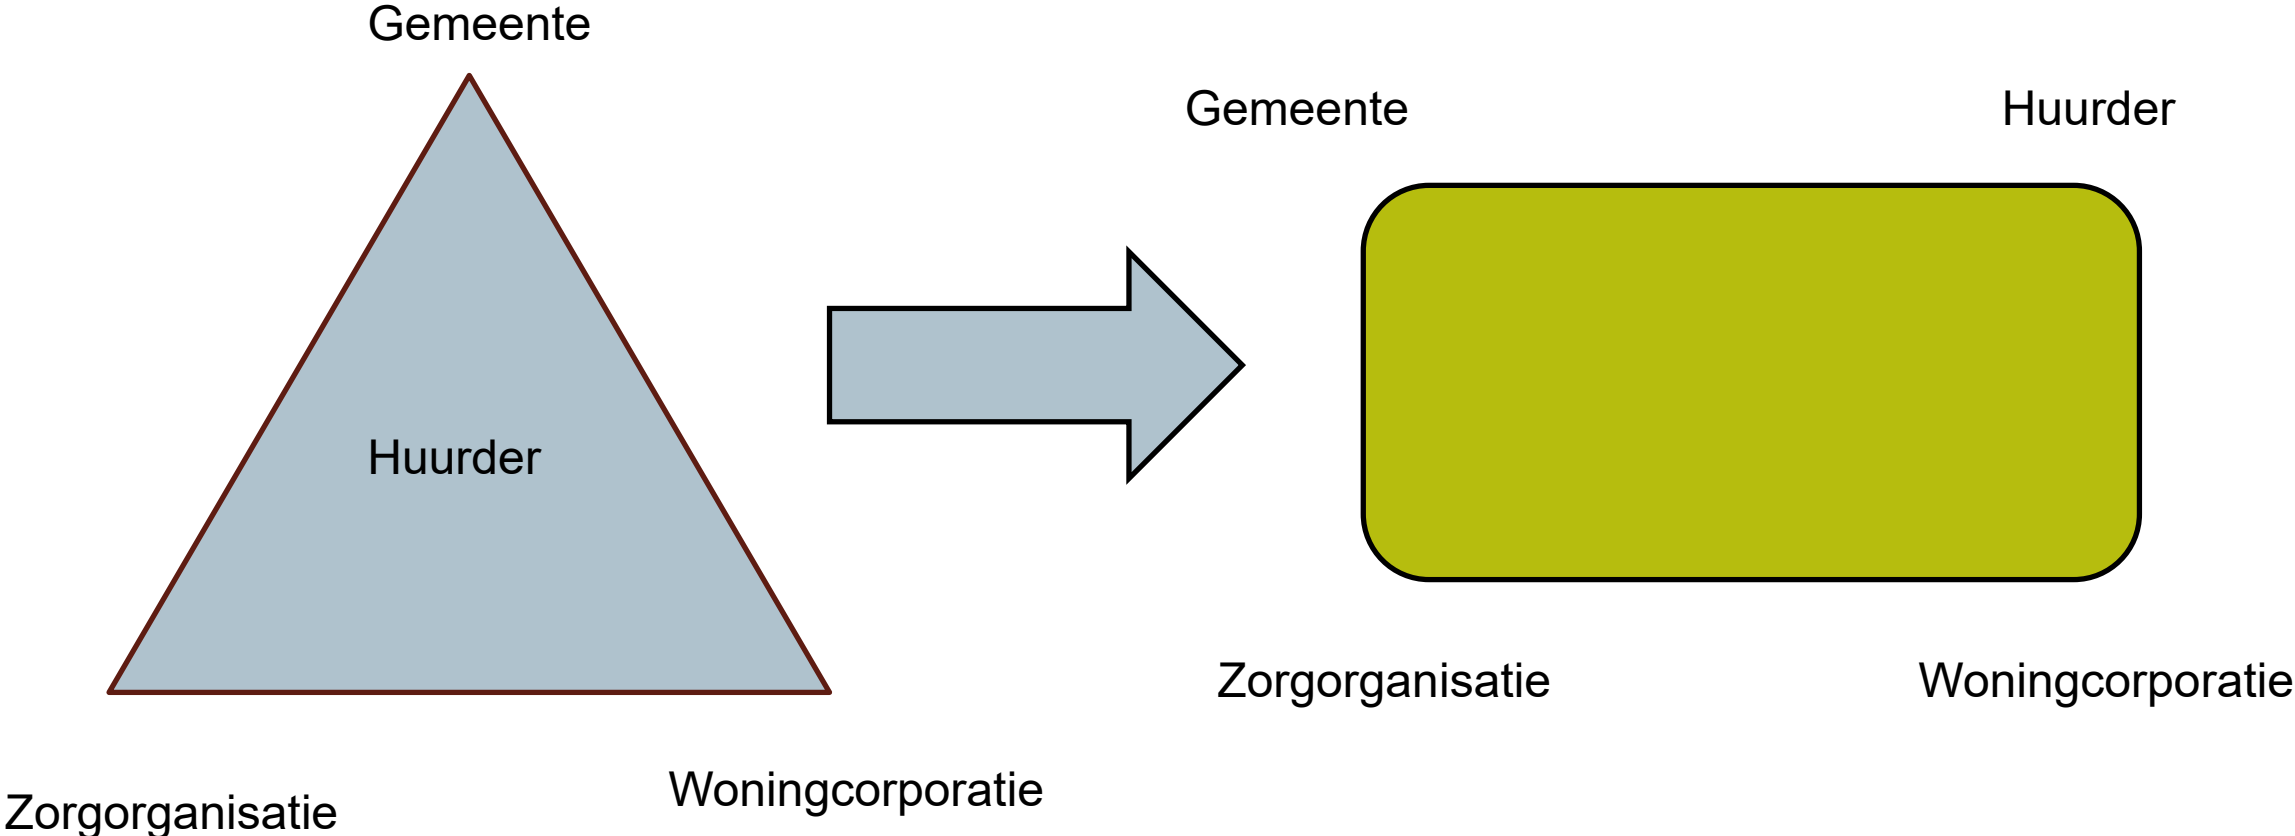 Gemeente
Huurder
Zorgorganisatie
Woningcorporatie
Gemeente
Huurder
Zorgorganisatie
Woningcorporatie